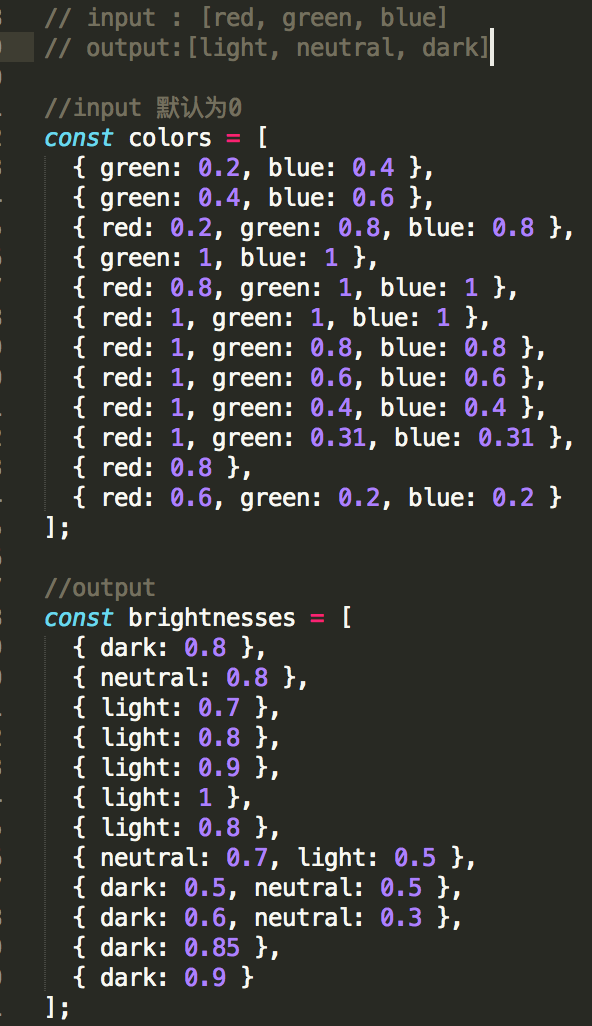 // input : [red, green, blue]
// output:[light, neutral, dark]
//input 默认为0
const colors = [
{ green: 0.2, blue: 0.4 },
{ green: 0.4, blue: 0.6 },
{ red: 0.2, green: 0.8, blue: 0.8 },
{ green: 1, blue: 1 },
{ red: 0.8, green: 1, blue: 1 },
{ red: 1, green: 1, blue: 1 },
{ red: 1, green: 0.8, blue: 0.8 },
{ red: 1, green: 0.6, blue: 0.6 },
{ red: 1, green: 0.4, blue: 0.4 },
{ red: 1, green: 0.31, blue: 0.31 },
{ red: 0.8 },
{ red: 0.6, green: 0.2, blue: 0.2 }
];
//output
const brightnesses = [
{ dark: 0.8 },
{ neutral: 0.8 },
{ light: 0.7 },
{ light: 0.8 },
{ light: 0.9 },
{ light: 1 },
{ light: 0.8 },
{ neutral: 0.7, light: 0.5 },
{ dark: 0.5, neutral: 0.5 },
{ dark: 0.6, neutral: 0.3 },
{ dark: 0.85 },
{ dark: 0.9 }
];